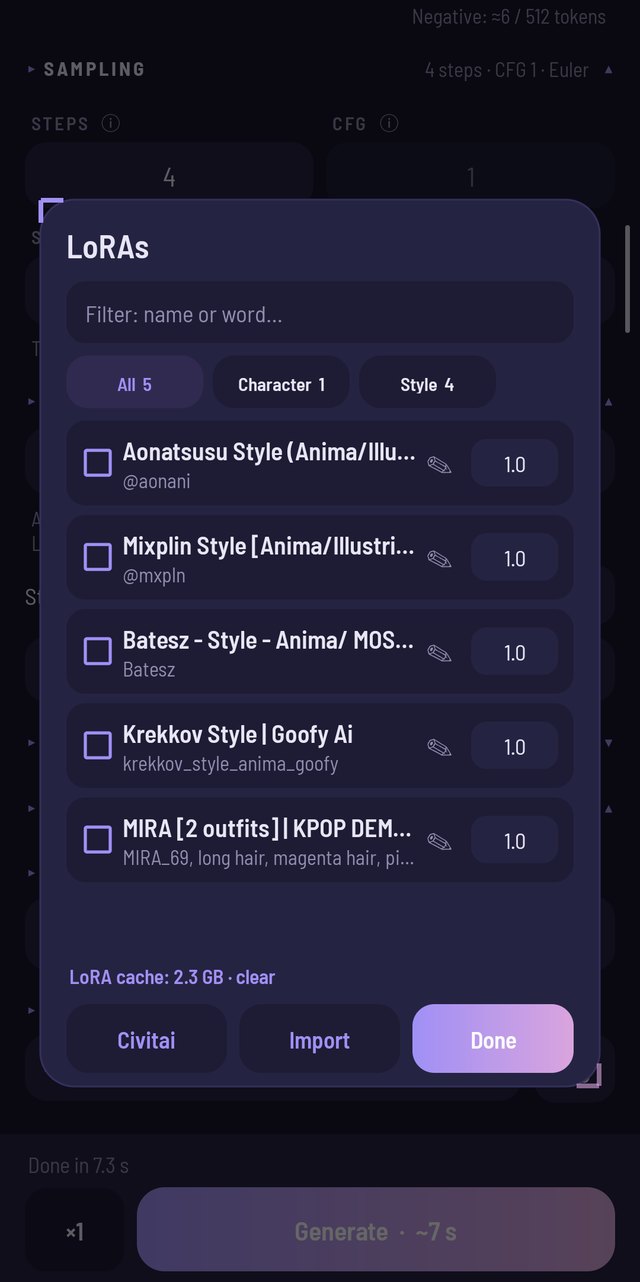 Negative: ≈6 / 512 tokens
▸ SAMPLING
4 steps · CFG 1 · Euler ▲
STEPS ⓘ
CFG ⓘ
4
1
LoRAs
Filter: name or word...
All 5
Character 1
Style 4
Aonatsusu Style (Anima/Illu...
@aonani
1.0
Mixplin Style [Anima/Illustri...
@mxpln
1.0
Batesz - Style - Anima/ MOS...
Batesz
1.0
Krekkov Style | Goofy Ai
krekkov_style_anima_goofy
1.0
MIRA [2 outfits] | KPOP DEM...
MIRA_69, long hair, magenta hair, pi...
1.0
LoRA cache: 2.3 GB · clear
Civitai
Import
Done
Done in 7.3 s
×1
Generate · ~7 s